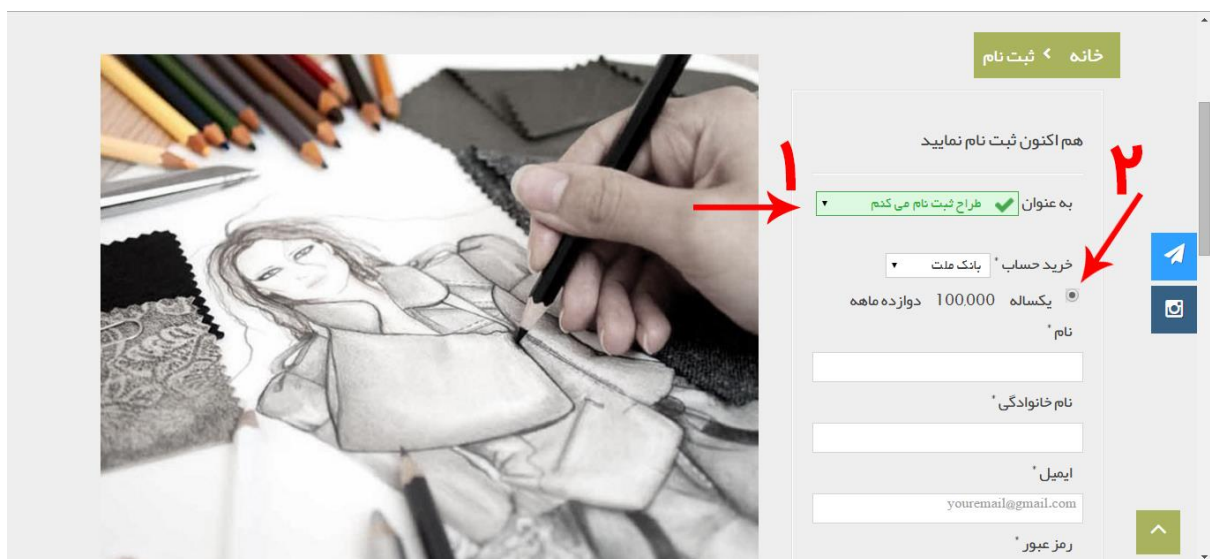 خانه > ثبت نام
هم اکنون ثبت نام نمایید
۱
۲
به عنوان طراح ثبت نام می کنم
خرید حساب * بانک ملت
یکساله 100,000 دوازده ماهه
نام *
نام خانوادگی *
ایمیل *
youremail@gmail.com
رمز عبور *